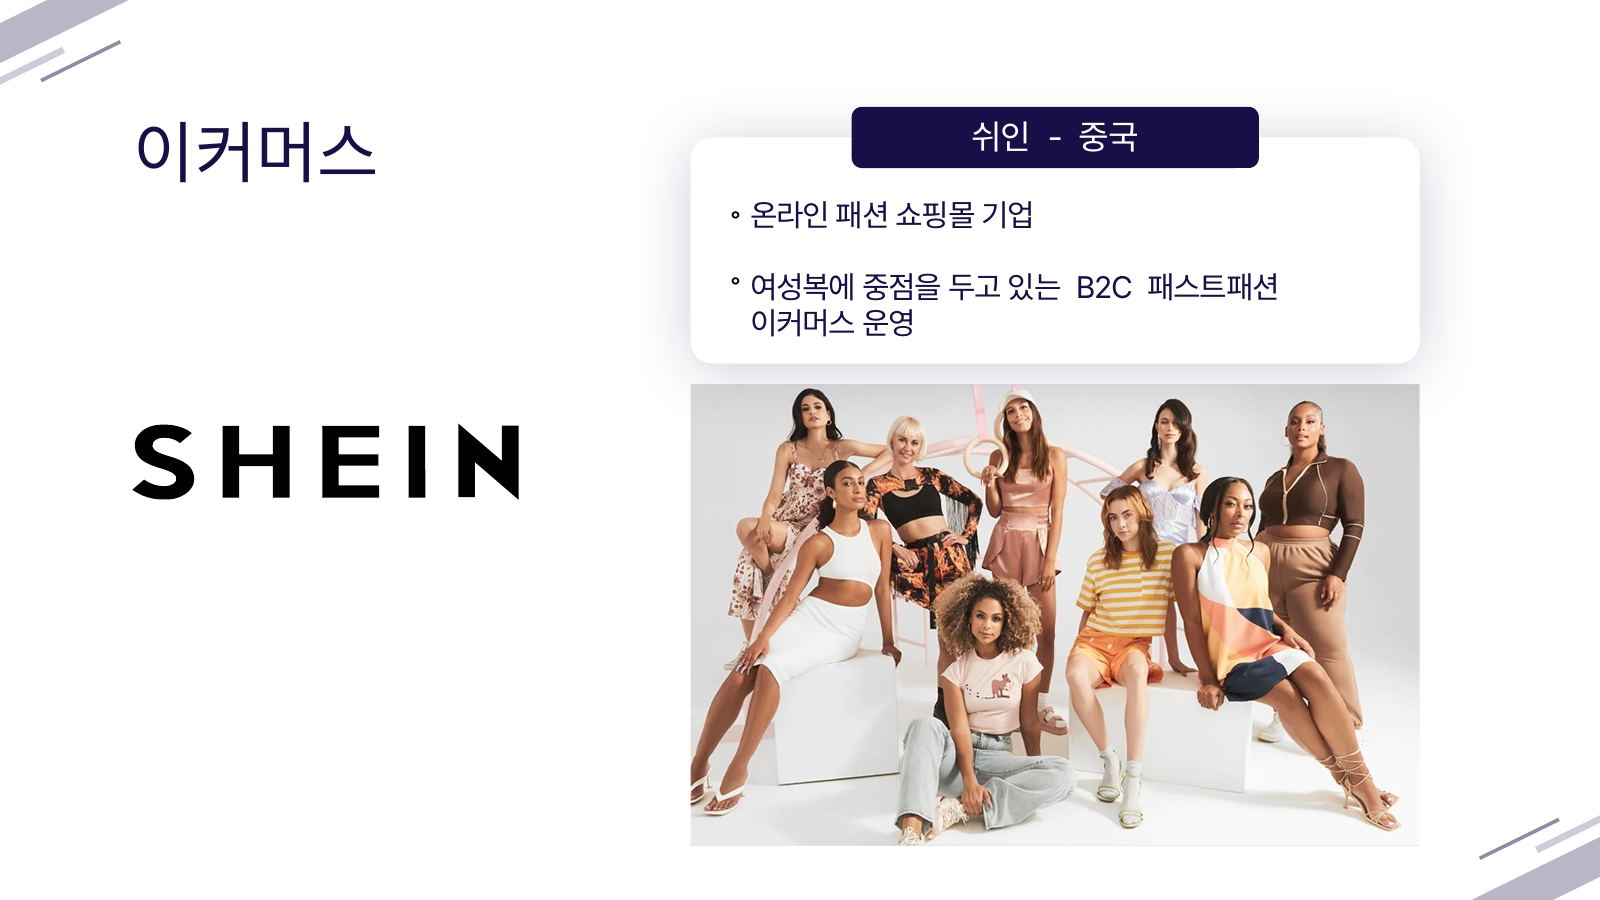 이커머스
쉬인 - 중국
온라인 패션 쇼핑몰 기업
여성복에 중점을 두고 있는 B2C 패스트패션
이커머스 운영
SHEIN